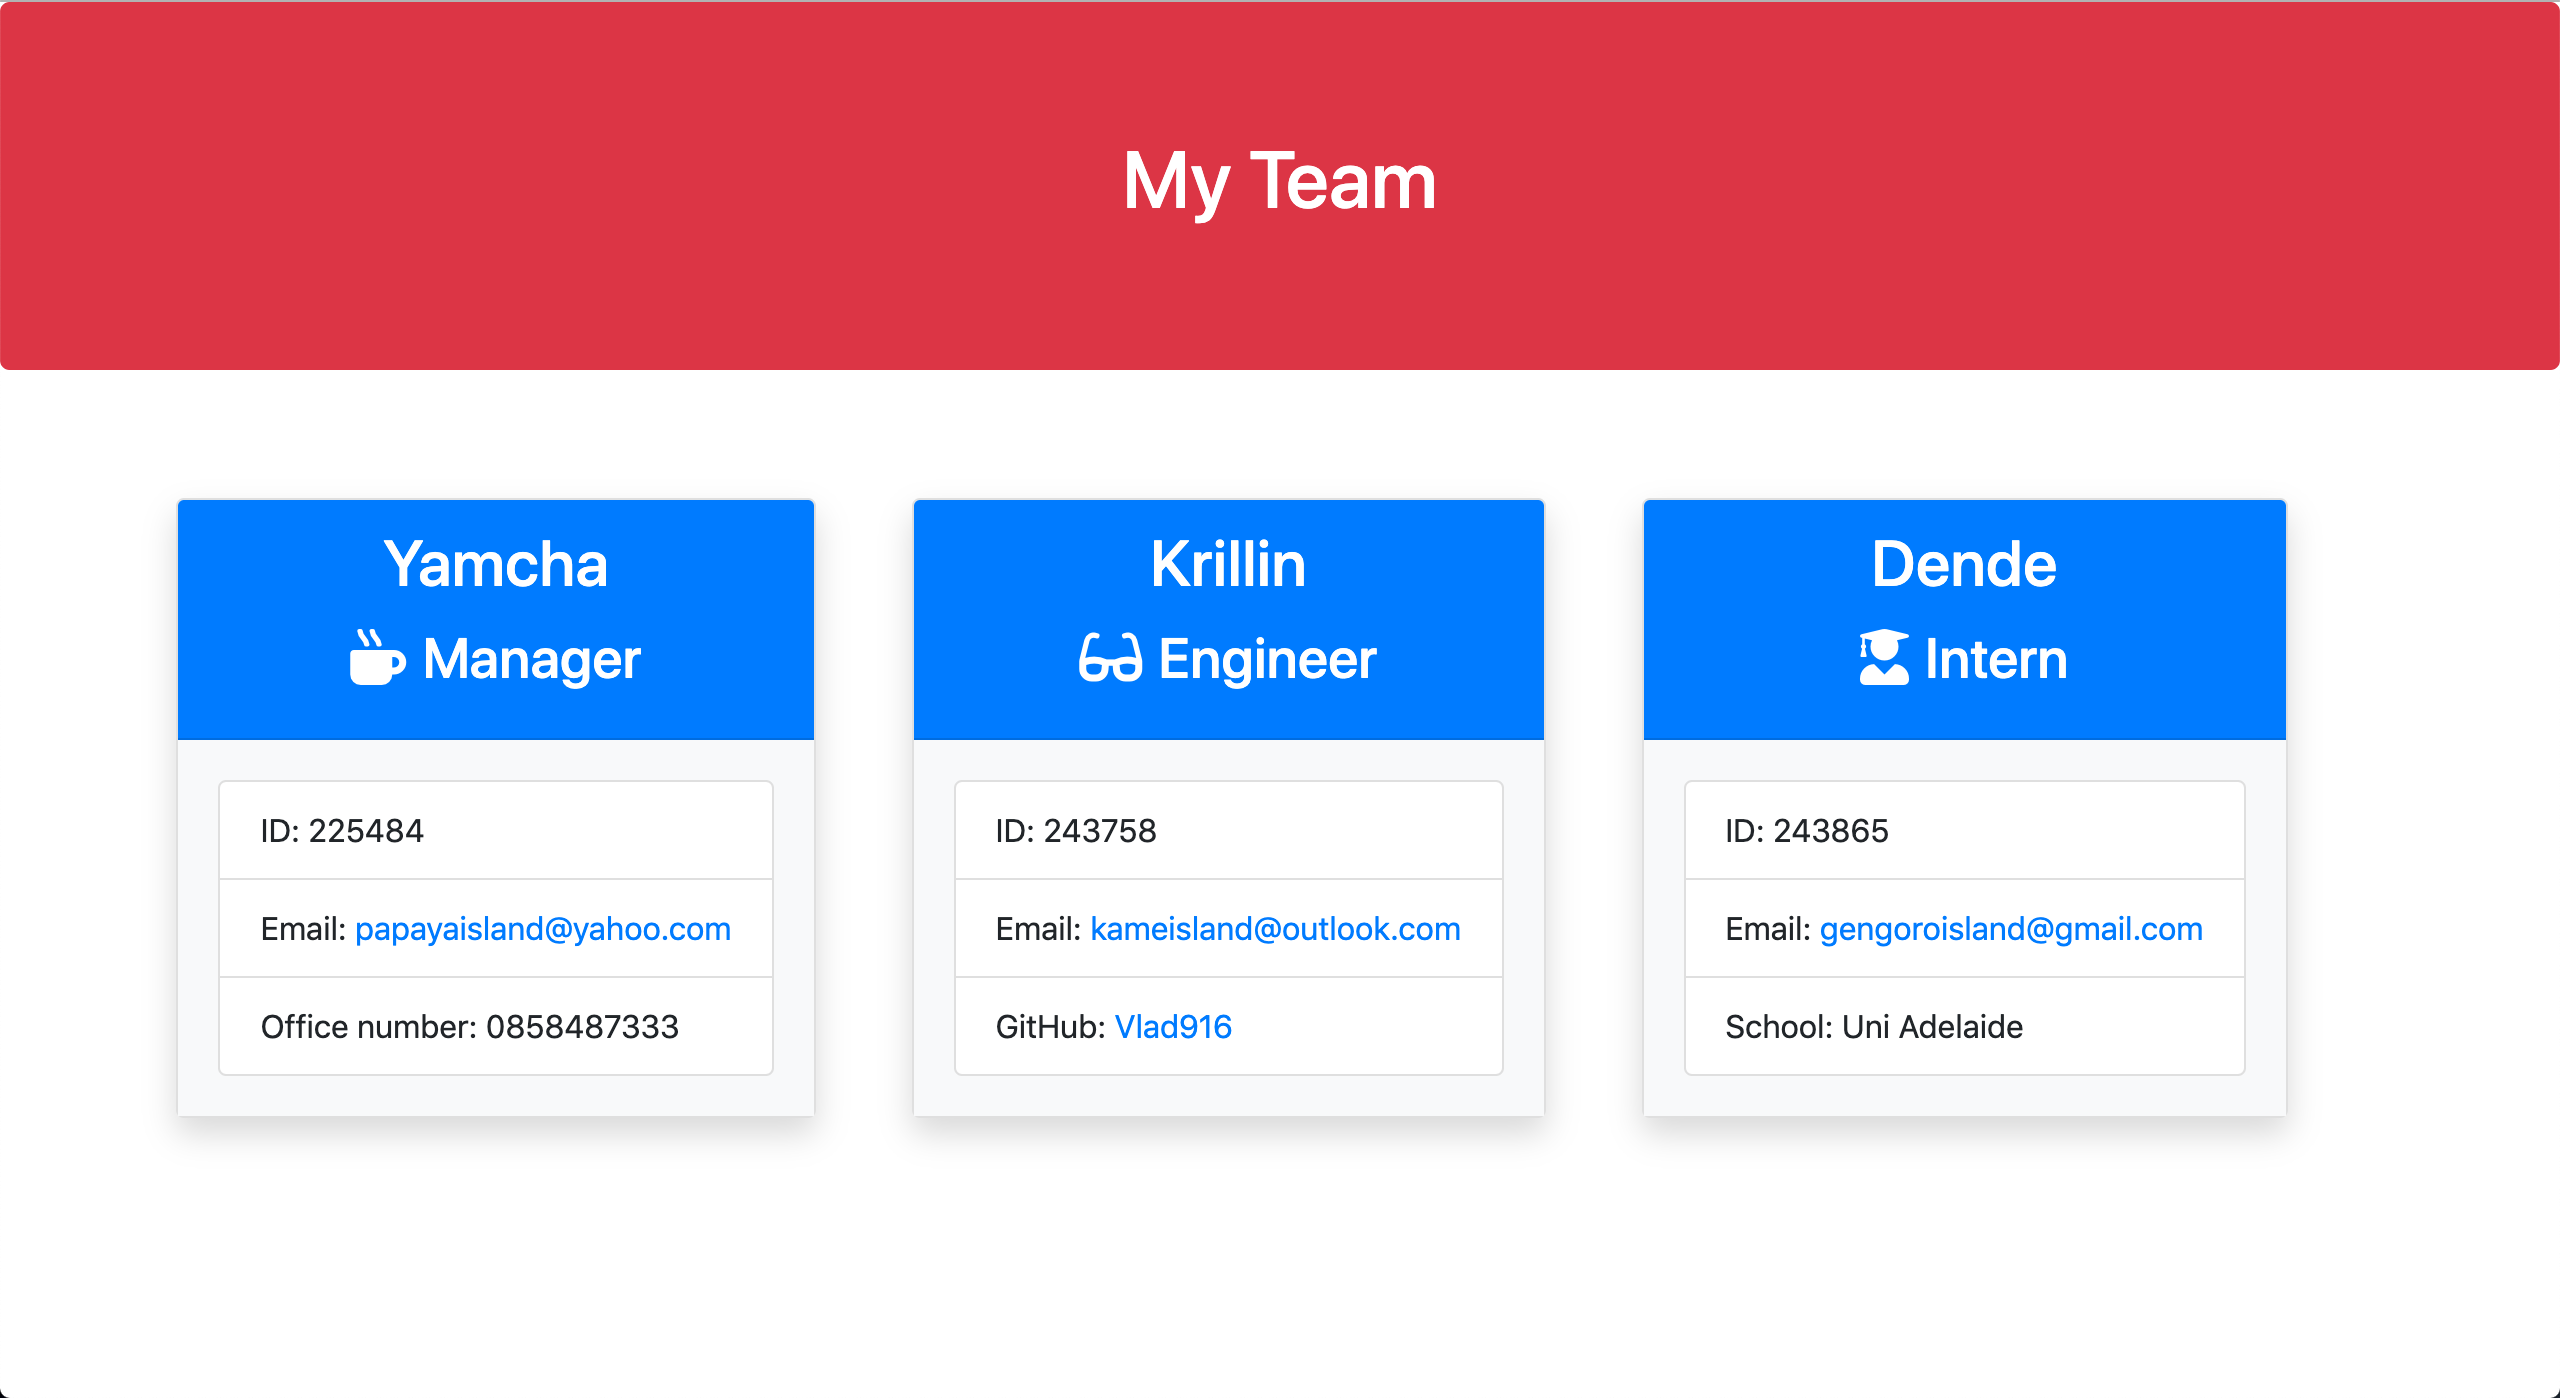 My Team
Yamcha
Manager
ID: 225484
Email: papayaisland@yahoo.com
Office number: 0858487333
Krillin
Engineer
ID: 243758
Email: kameisland@outlook.com
GitHub: Vlad916
Dende
Intern
ID: 243865
Email: gengoroisland@gmail.com
School: Uni Adelaide